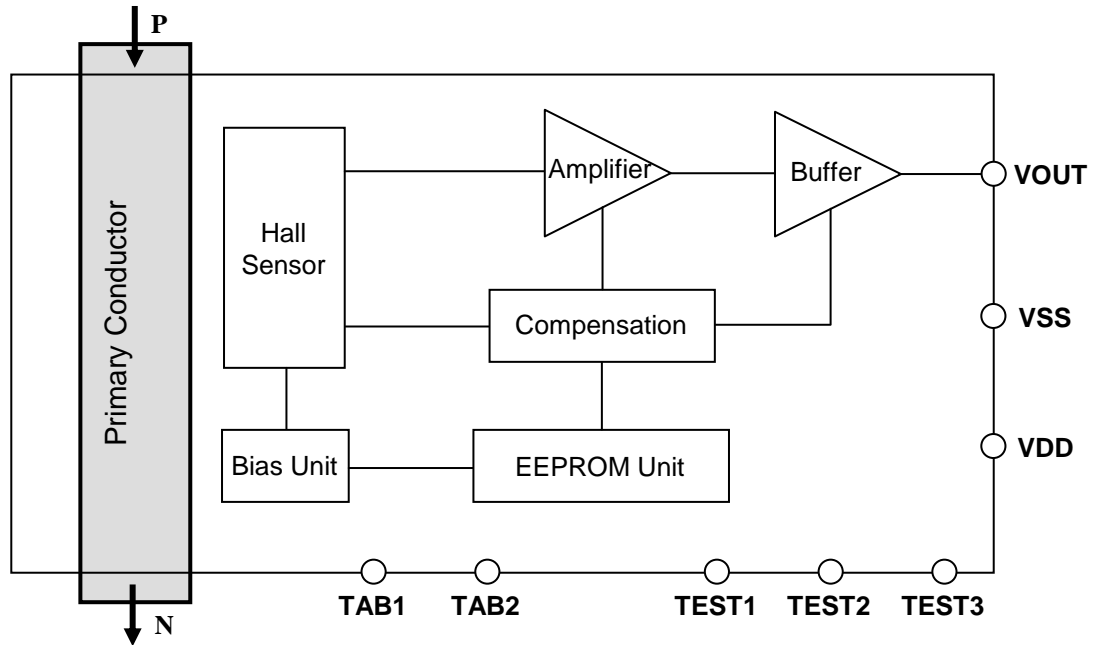 P
Primary Conductor
Hall
Sensor
Amplifier
Buffer
VOUT
Compensation
VSS
Bias Unit
EEPROM Unit
VDD
TAB1
TAB2
TEST1
TEST2
TEST3
N